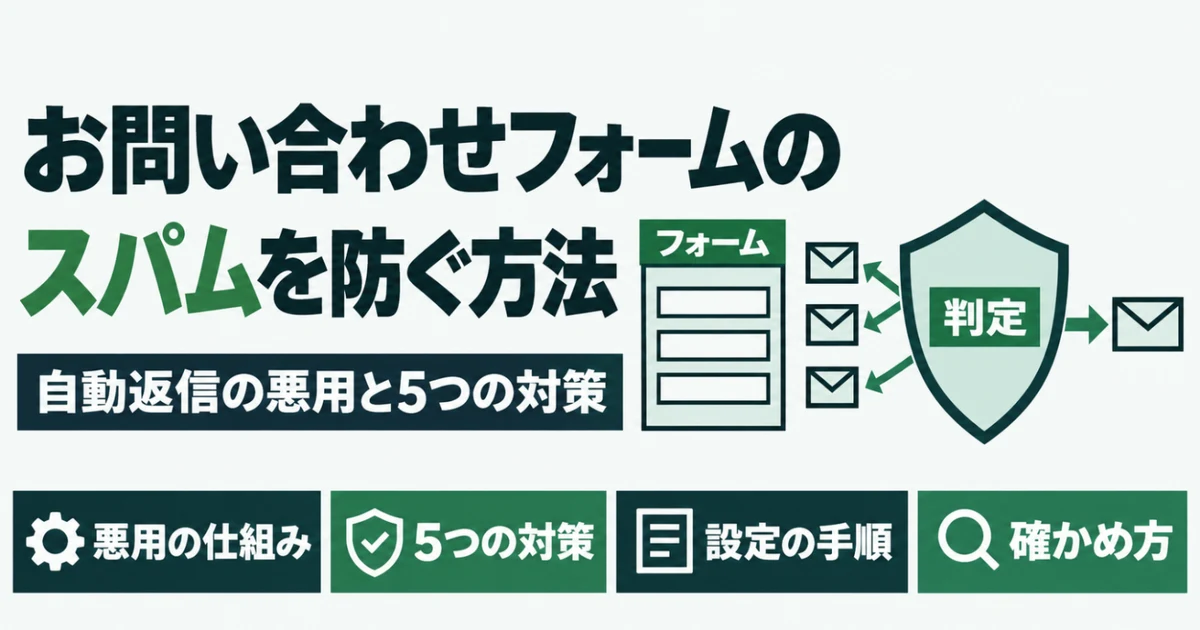 お問い合わせフォームの
スパムを防ぐ方法
自動返信の悪用と5つの対策
フォーム
判定
悪用の仕組み
5つの対策
設定の手順
確かめ方